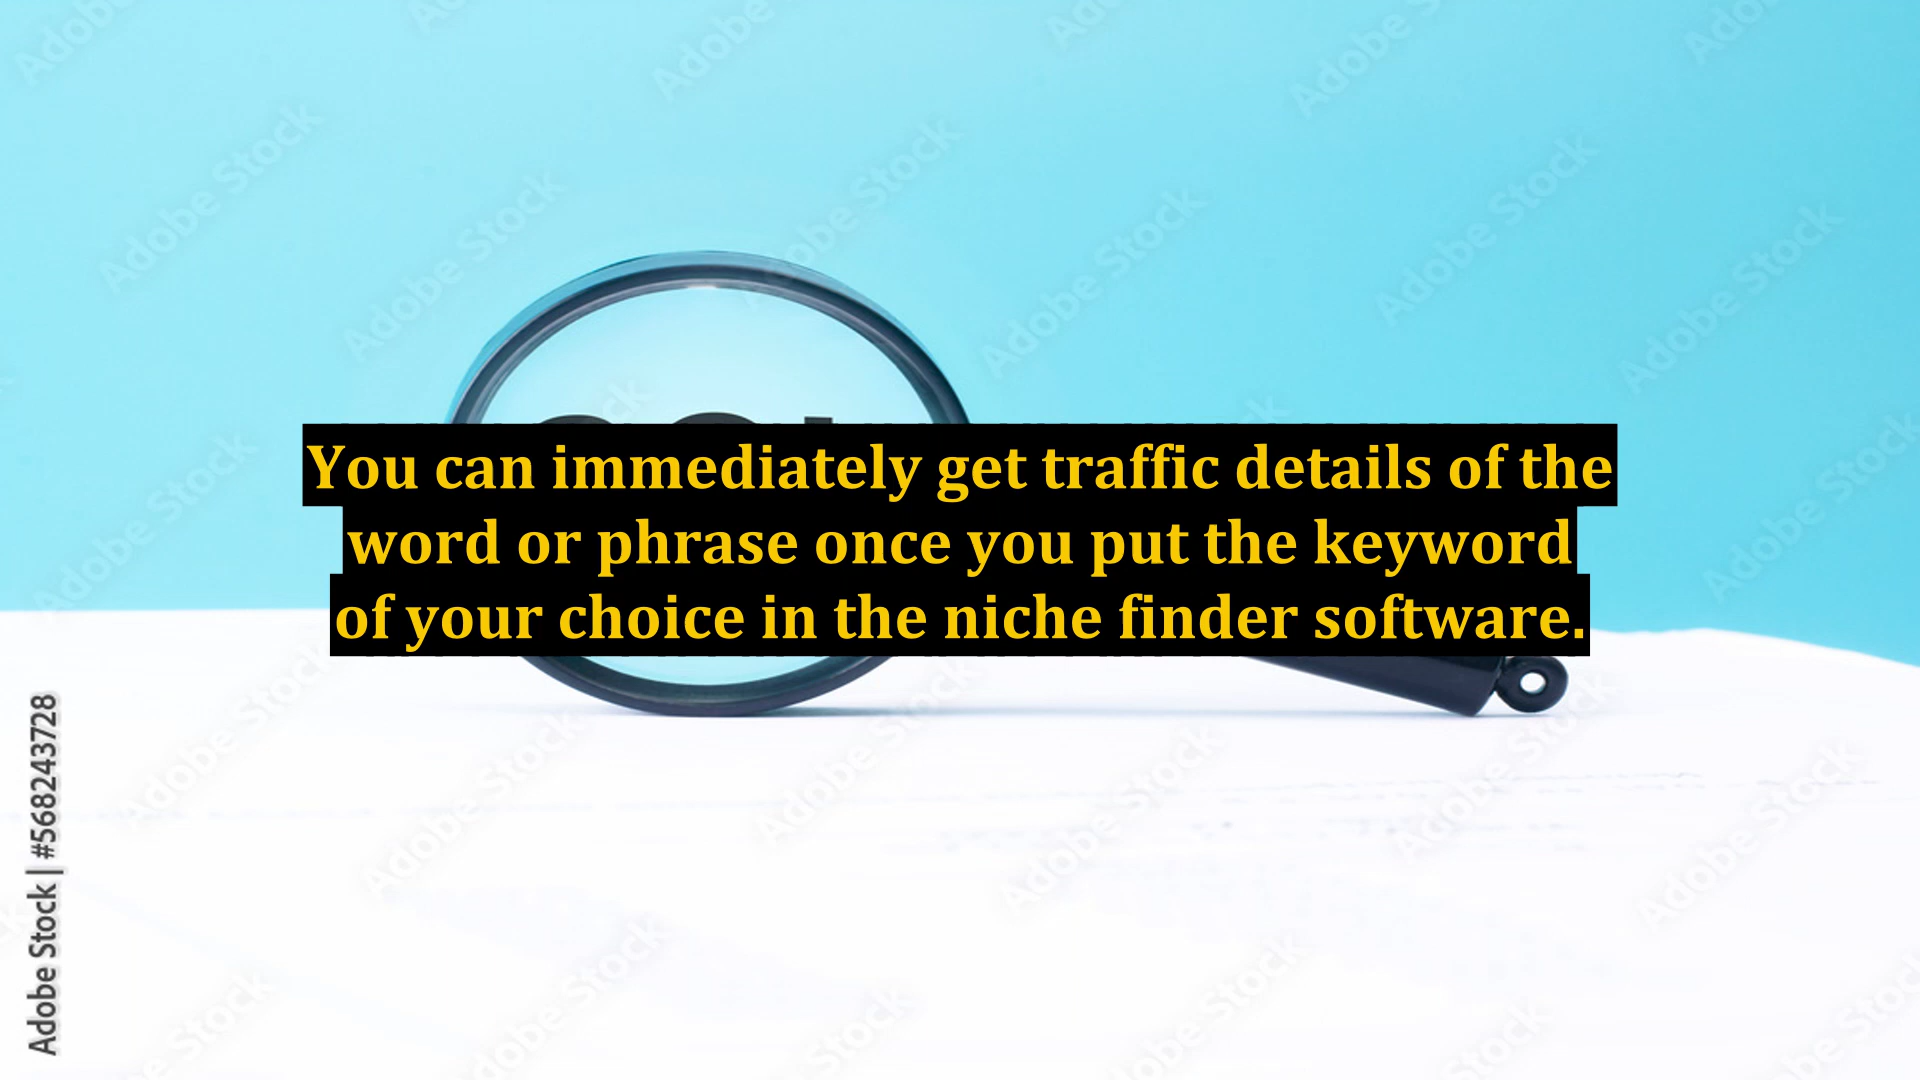 You can immediately get traffic details of the
word or phrase once you put the keyword
of your choice in the niche finder software.
Adobe Stock | #568243728